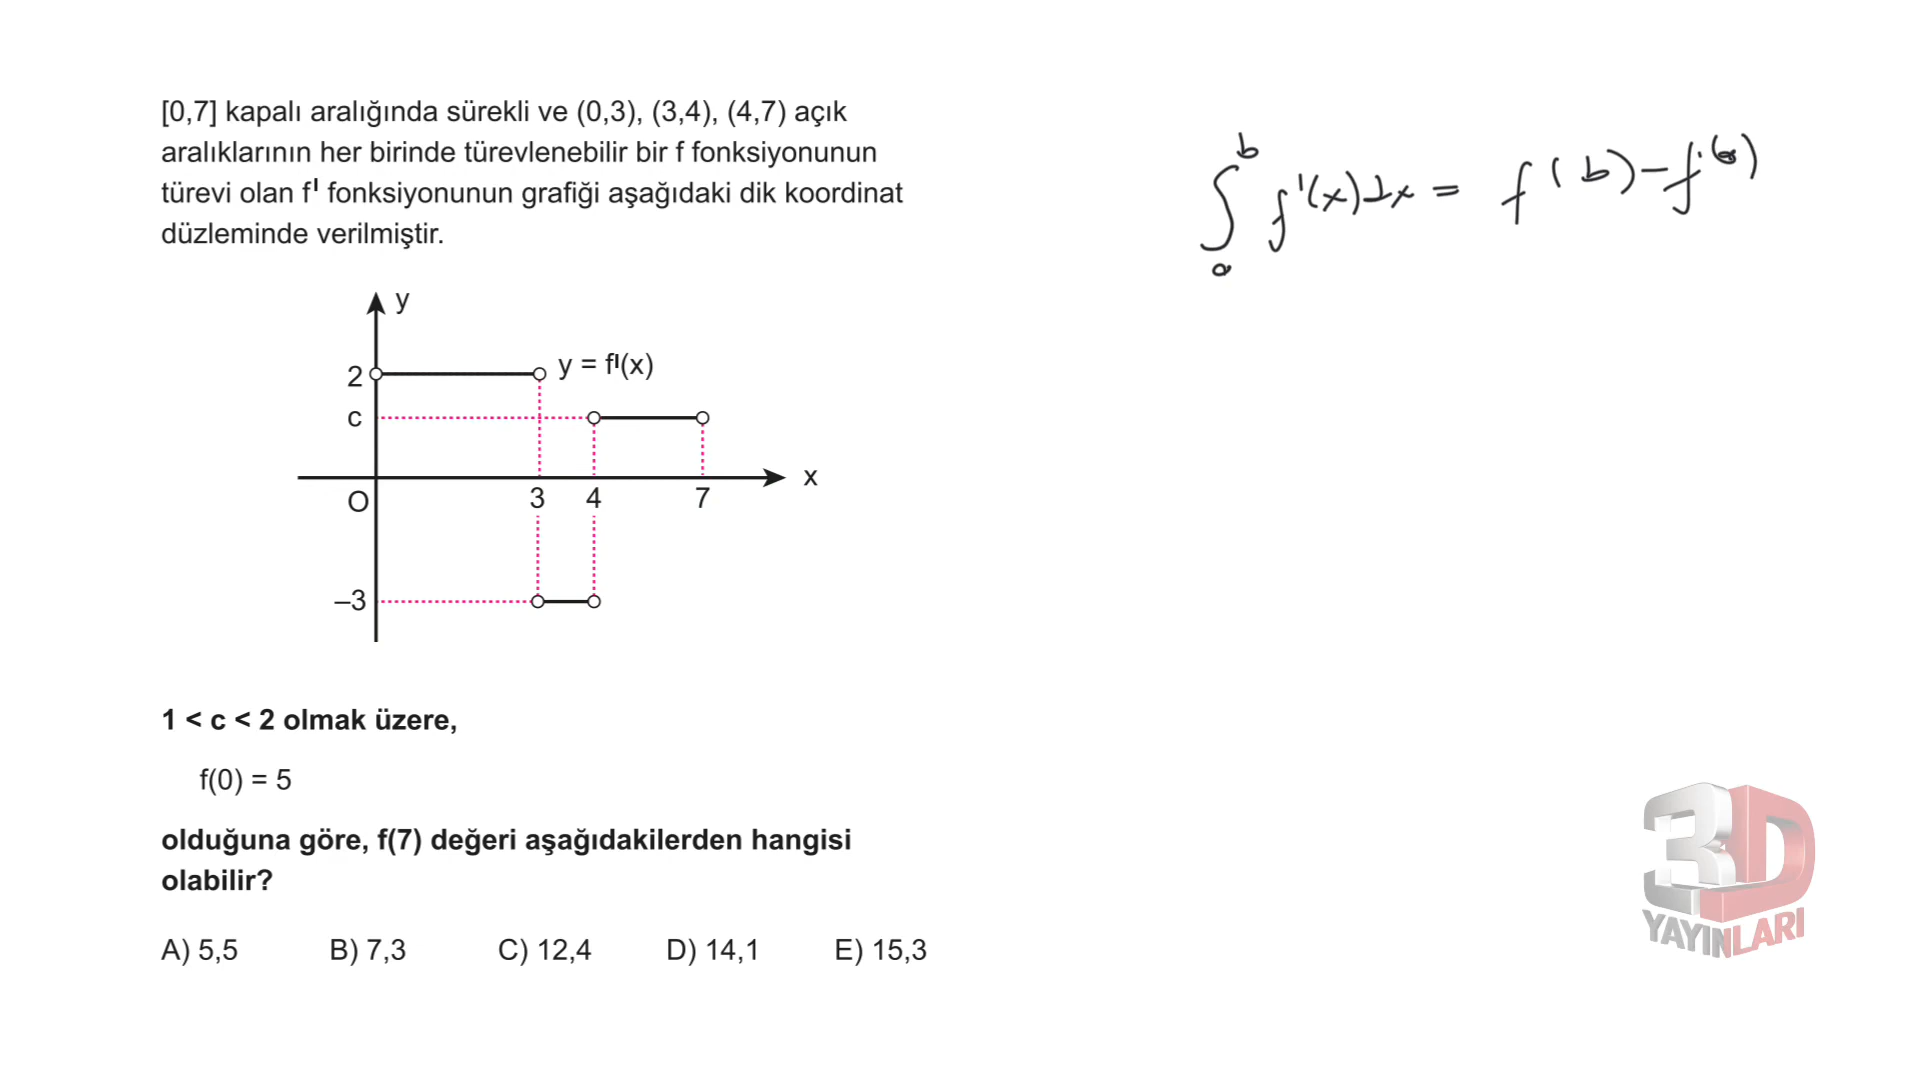 [0,7] kapalı aralığında sürekli ve (0,3), (3,4), (4,7) açık
aralıklarının her birinde türevlenebilir bir f fonksiyonunun
türevi olan fᑊ fonksiyonunun grafiği aşağıdaki dik koordinat
düzleminde verilmiştir.
∫ₐᵇ f'(x)dx = f(b)-f(a)
y
2
y = fᑊ(x)
c
x
O
3 4 7
–3
1 < c < 2 olmak üzere,
f(0) = 5
olduğuna göre, f(7) değeri aşağıdakilerden hangisi
olabilir?
A) 5,5 B) 7,3 C) 12,4 D) 14,1 E) 15,3
3D
YAYINLARI